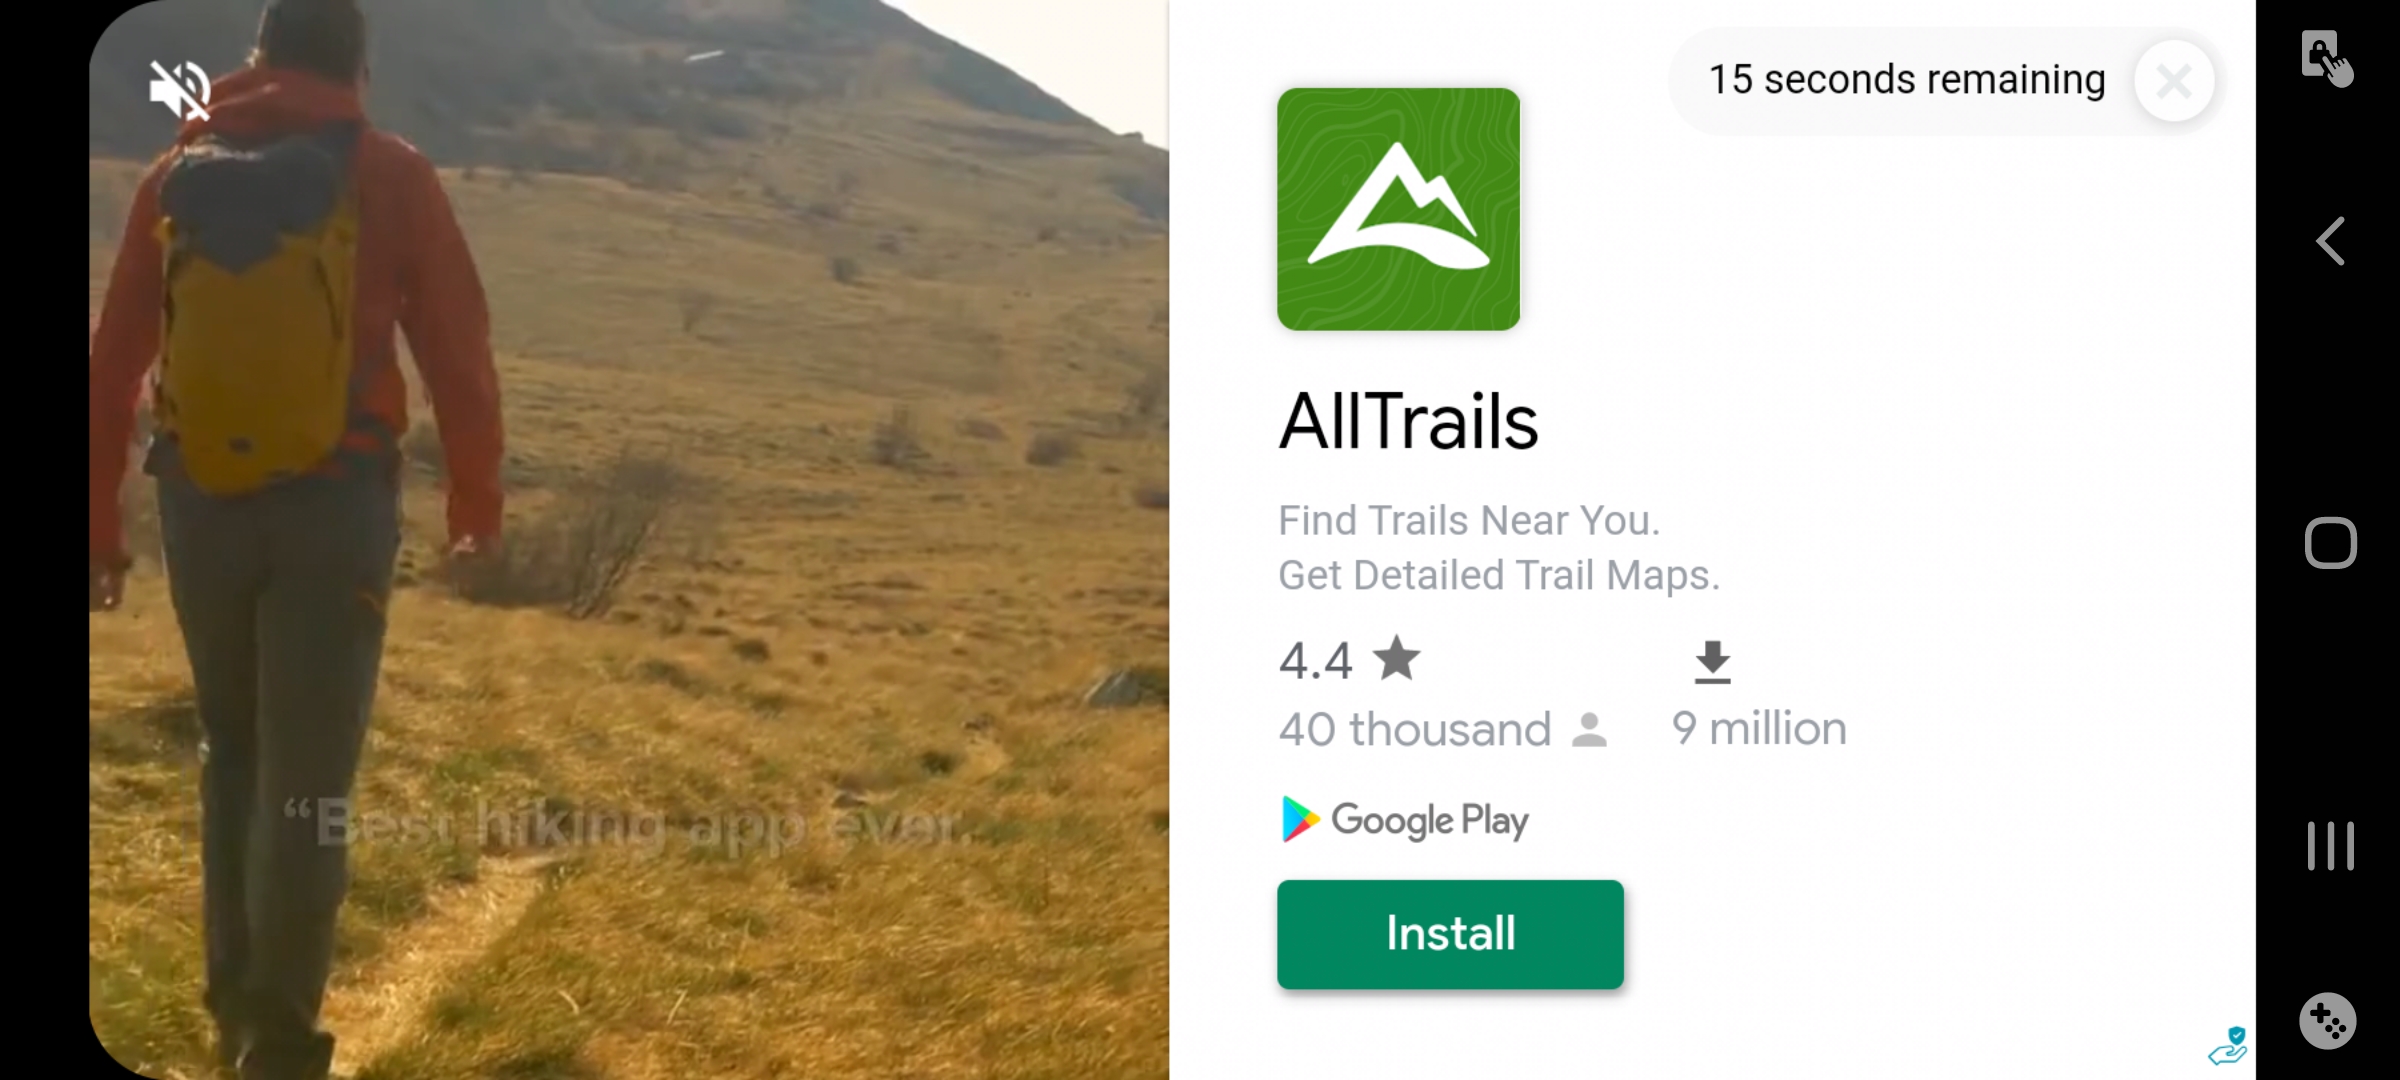 15 seconds remaining
AllTrails
Find Trails Near You.
Get Detailed Trail Maps.
4.4
40 thousand
9 million
Google Play
Install
“Best hiking app ever.